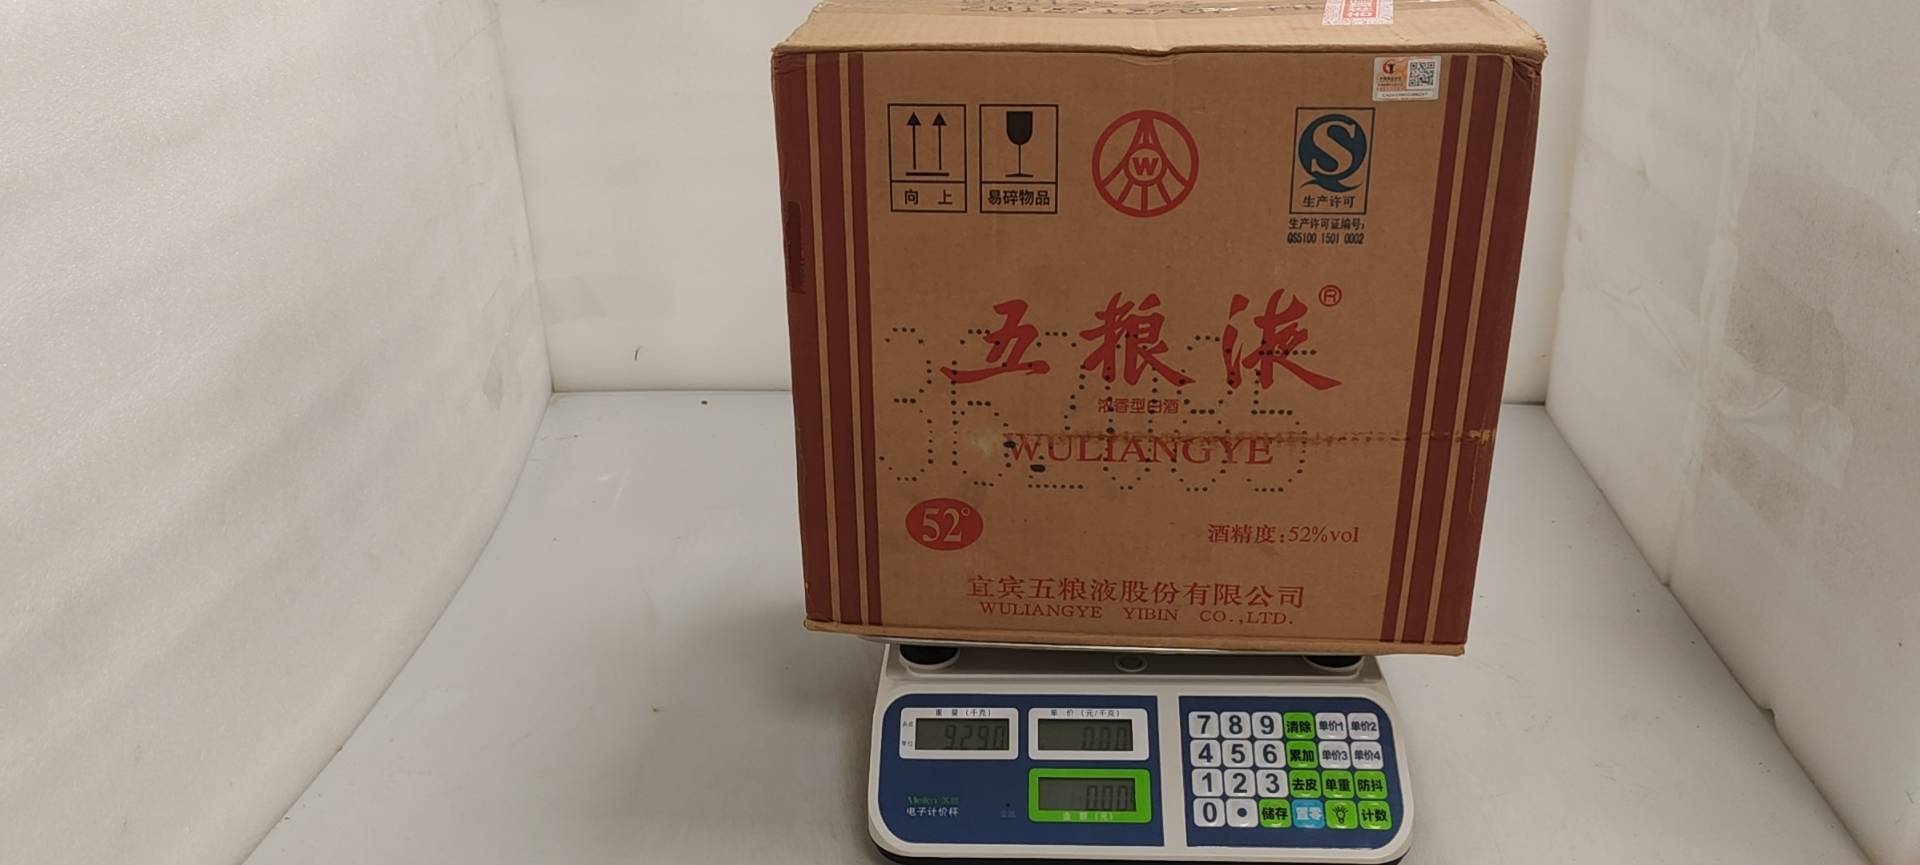 向 上
易碎物品
W
生产许可
生产许可证编号:
QS5100 1501 0002
五粮液®
浓香型白酒
WULIANGYE
52°
酒精度:52%vol
宜宾五粮液股份有限公司
WULIANGYE YIBIN CO.,LTD.
重 量 (千克)
单 价 (元/千克)
9.290
0.00
0.00
金 额 (元)
电子计价秤
7 8 9 清除 单价1 单价2
4 5 6 累加 单价3 单价4
1 2 3 去皮 单重 防抖
0 • 储存 置零 计数